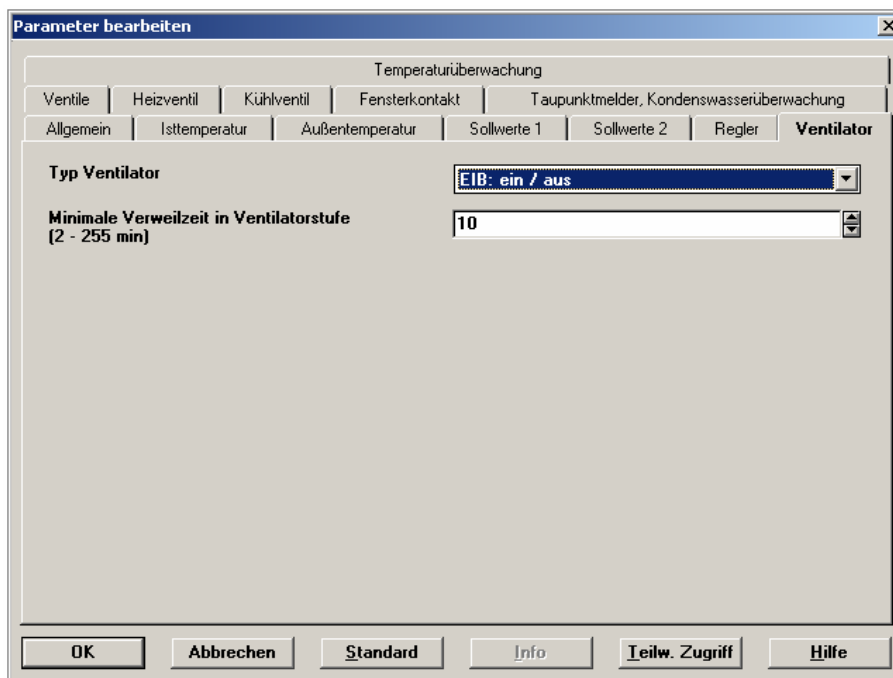 Parameter bearbeiten
Temperaturüberwachung
Ventile Heizventil Kühlventil Fensterkontakt Taupunktmelder, Kondenswasserüberwachung
Allgemein Isttemperatur Außentemperatur Sollwerte 1 Sollwerte 2 Regler Ventilator
Typ Ventilator EIB: ein / aus
Minimale Verweilzeit in Ventilatorstufe 10
(2 - 255 min)
OK Abbrechen Standard Info Teilw. Zugriff Hilfe